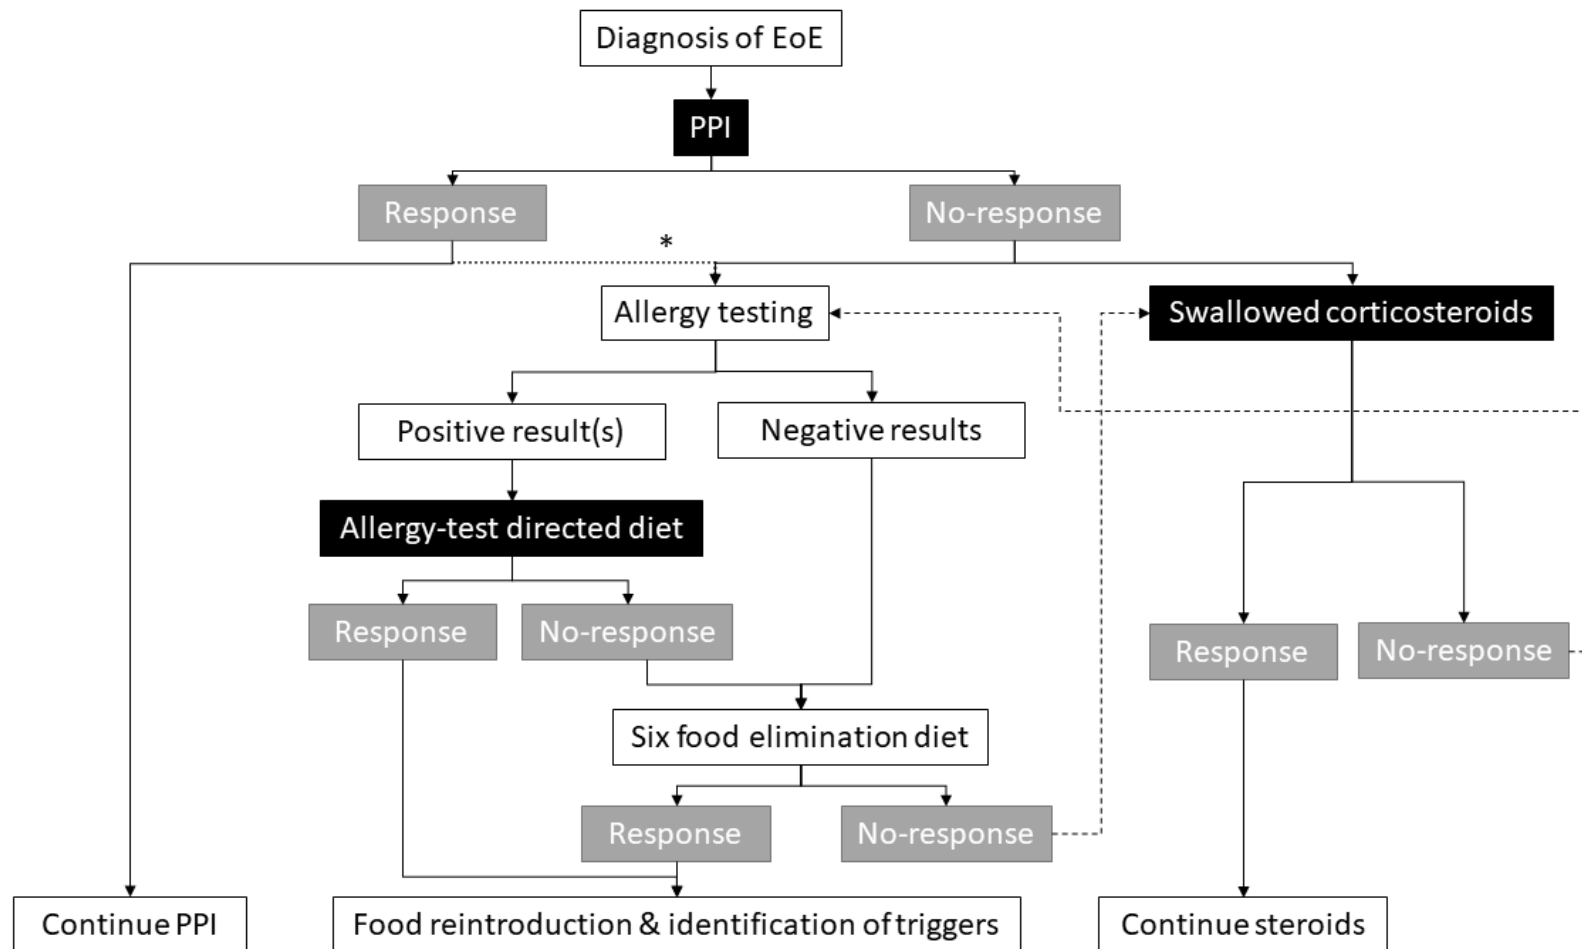 Diagnosis of EoE
PPI
Response
No-response
*
Allergy testing
Swallowed corticosteroids
Positive result(s)
Negative results
Allergy-test directed diet
Response
No-response
Response
No-response
Six food elimination diet
Response
No-response
Continue PPI
Food reintroduction & identification of triggers
Continue steroids